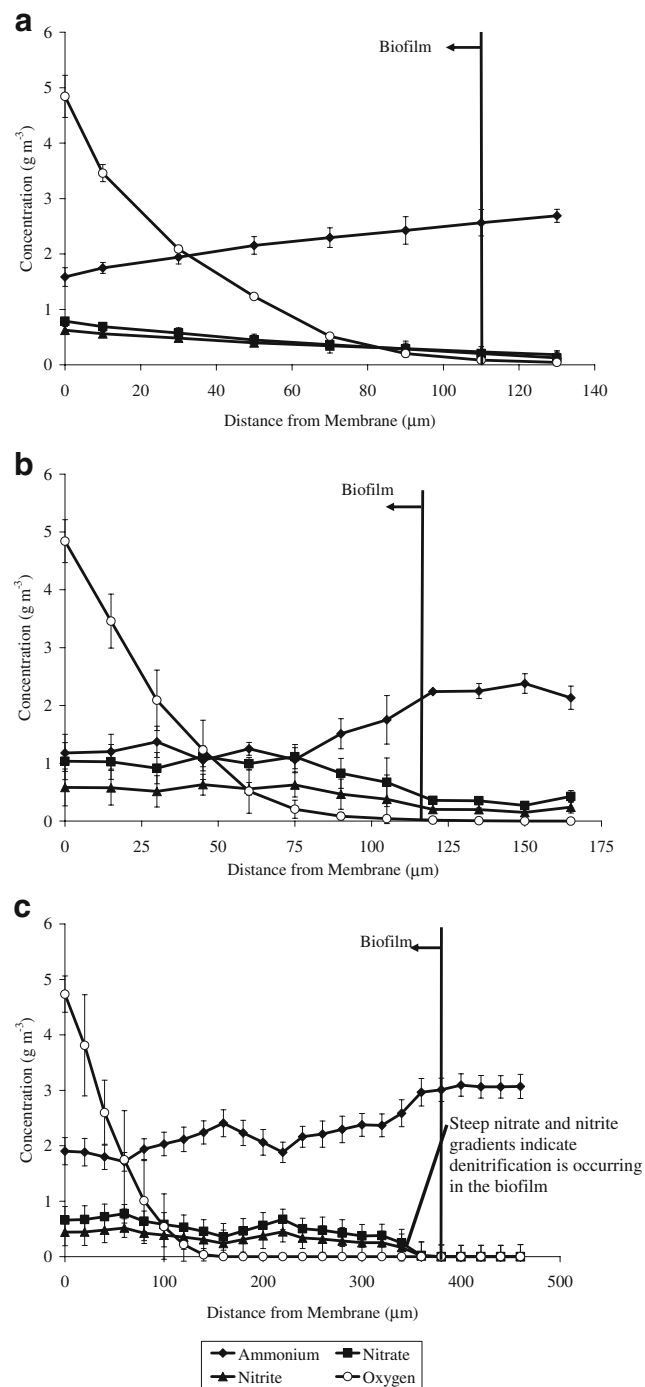 a
6
5
4
3
2
1
0
Concentration (g m-3)
Biofilm
0 20 40 60 80 100 120 140
Distance from Membrane (μm)
b
6
5
4
3
2
1
0
Concentration (g m-3)
Biofilm
0 25 50 75 100 125 150 175
Distance from Membrane (μm)
c
6
5
4
3
2
1
0
Concentration (g m-3)
Biofilm
Steep nitrate and nitrite
gradients indicate
denitrification is occurring
in the biofilm
0 100 200 300 400 500
Distance from Membrane (μm)
Ammonium Nitrate
Nitrite Oxygen